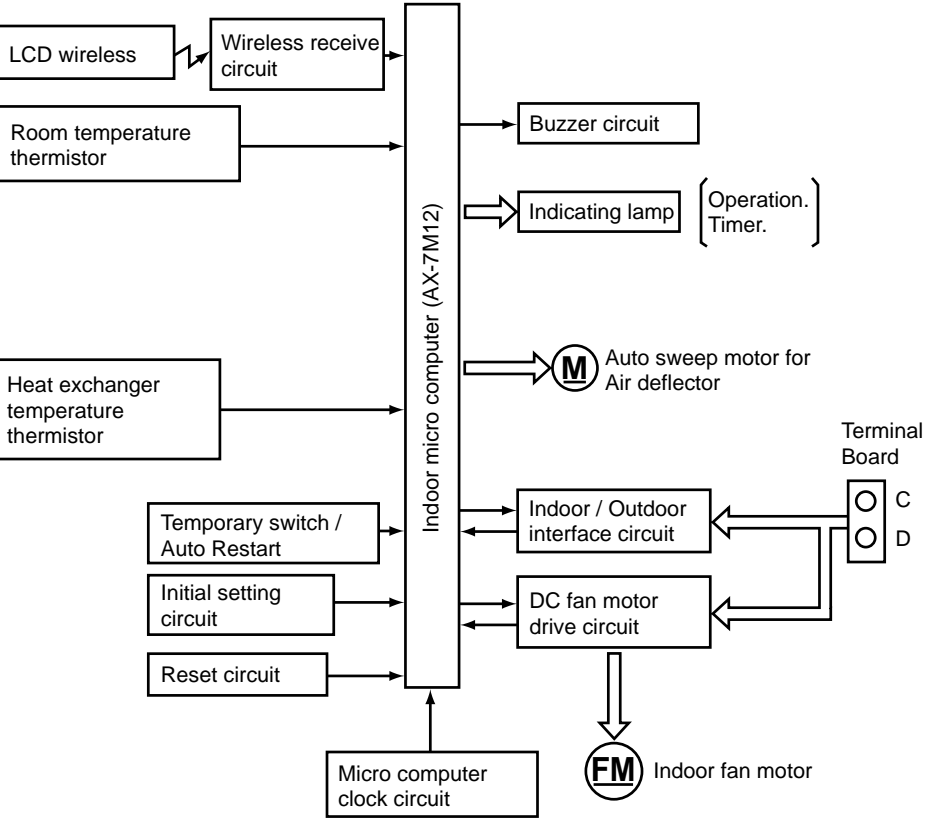 LCD wireless
Wireless receive
circuit
Room temperature
thermistor
Heat exchanger
temperature
thermistor
Temporary switch /
Auto Restart
Initial setting
circuit
Reset circuit
Micro computer
clock circuit
Indoor micro computer (AX-7M12)
Buzzer circuit
Indicating lamp
Operation.
Timer.
M
Auto sweep motor for
Air deflector
Terminal
Board
C
D
Indoor / Outdoor
interface circuit
DC fan motor
drive circuit
FM
Indoor fan motor